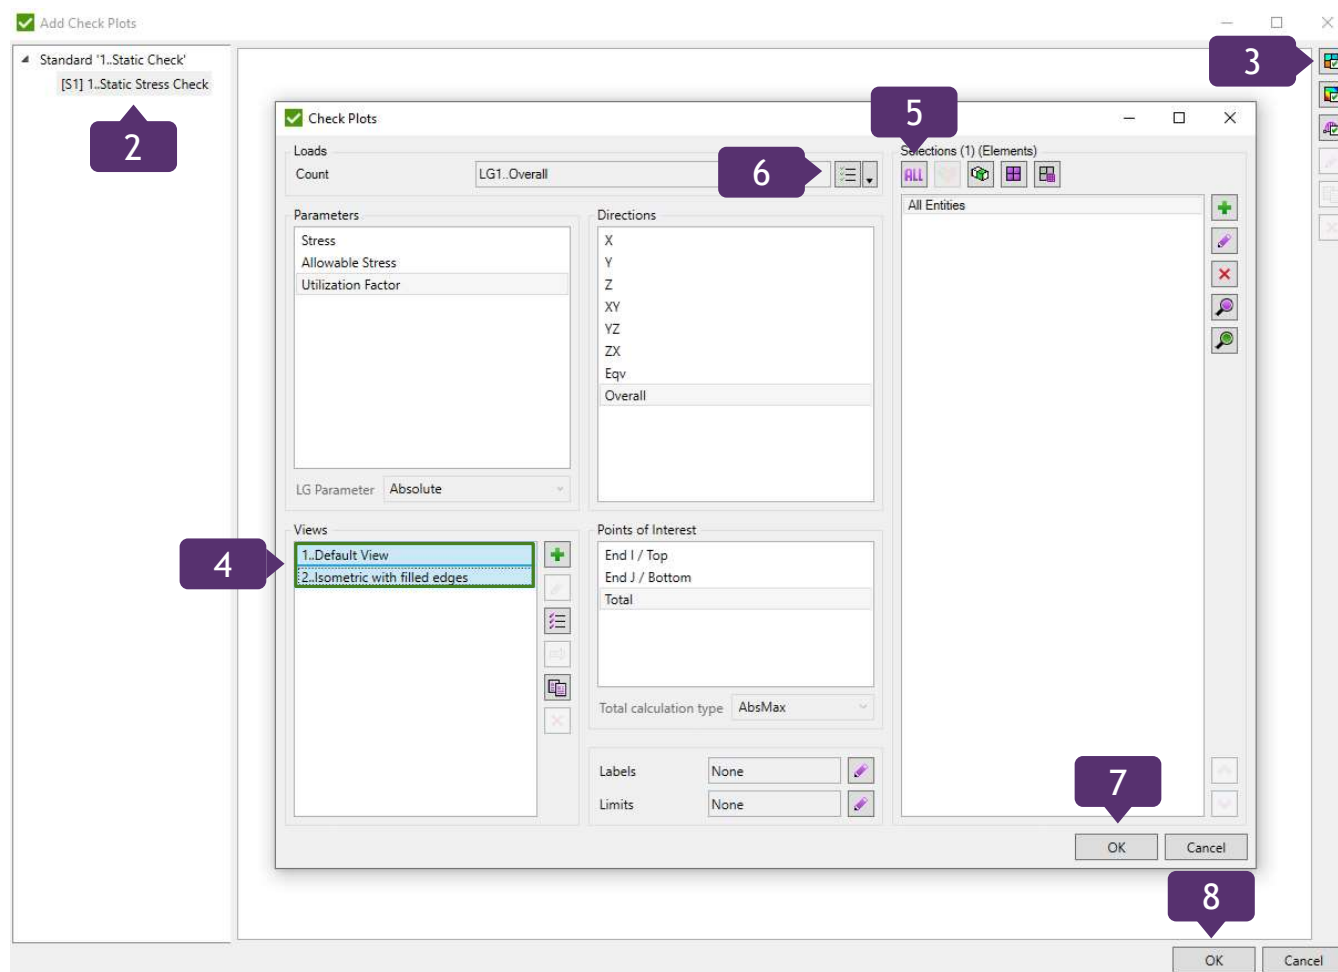 Add Check Plots
Standard '1..Static Check'
[S1] 1..Static Stress Check
2
3
Check Plots
5
Loads
Count
LG1..Overall
6
Selections (1) (Elements)
ALL
All Entities
Parameters
Stress
Allowable Stress
Utilization Factor
LG Parameter
Absolute
Directions
X
Y
Z
XY
YZ
ZX
Eqv
Overall
4
Views
1..Default View
2..Isometric with filled edges
Points of Interest
End I / Top
End J / Bottom
Total
Total calculation type
AbsMax
Labels
None
Limits
None
7
OK
Cancel
8
OK
Cancel